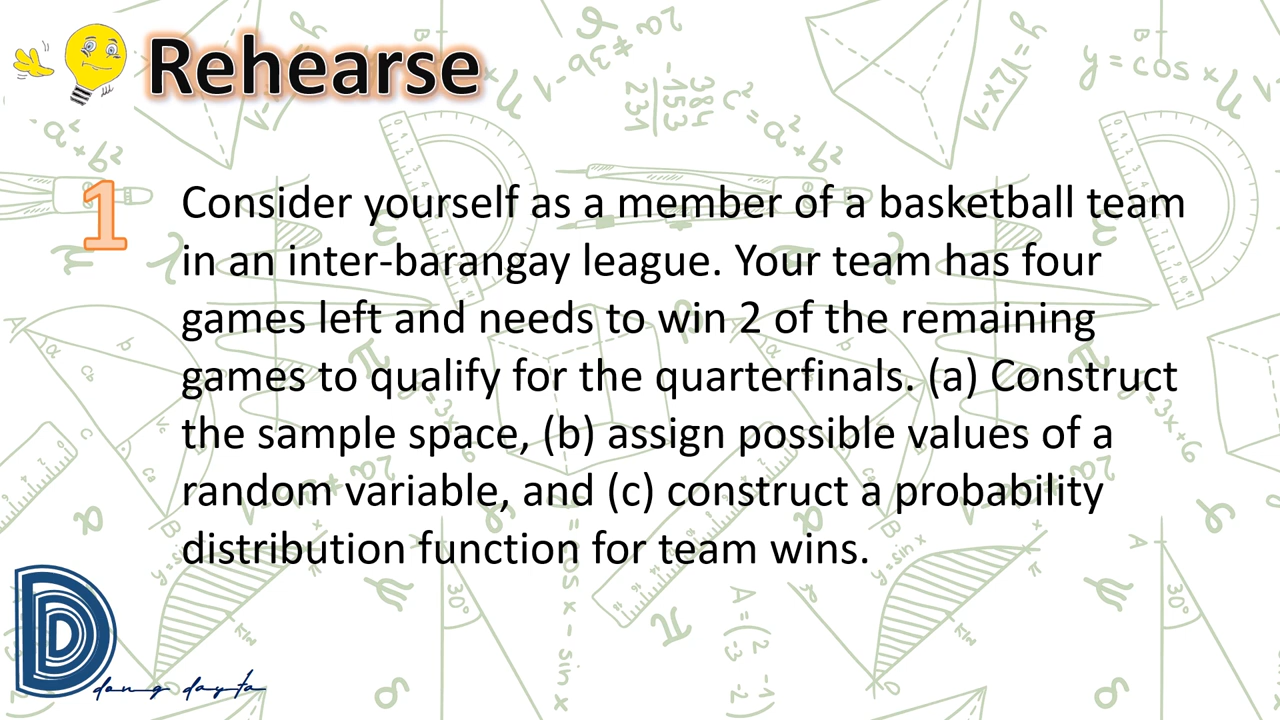 Rehearse
1
Consider yourself as a member of a basketball team
in an inter-barangay league. Your team has four
games left and needs to win 2 of the remaining
games to qualify for the quarterfinals. (a) Construct
the sample space, (b) assign possible values of a
random variable, and (c) construct a probability
distribution function for team wins.
D
dang dayta